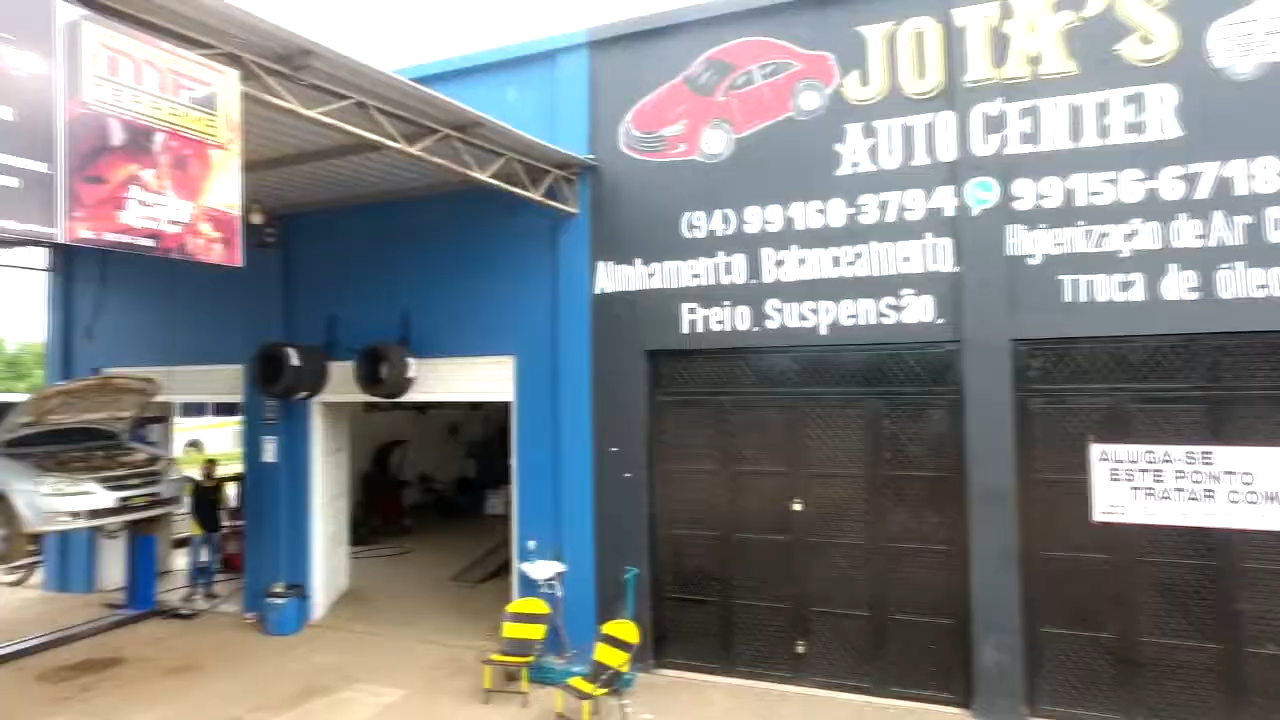 JOTA'S
AUTO CENTER
(94) 99160-3794 99156-6718
Alinhamento, Balanceamento,
Freio, Suspensão,
Higienização de Ar
Troca de óleo
ALUGA-SE
ESTE PONTO
TRATAR COM